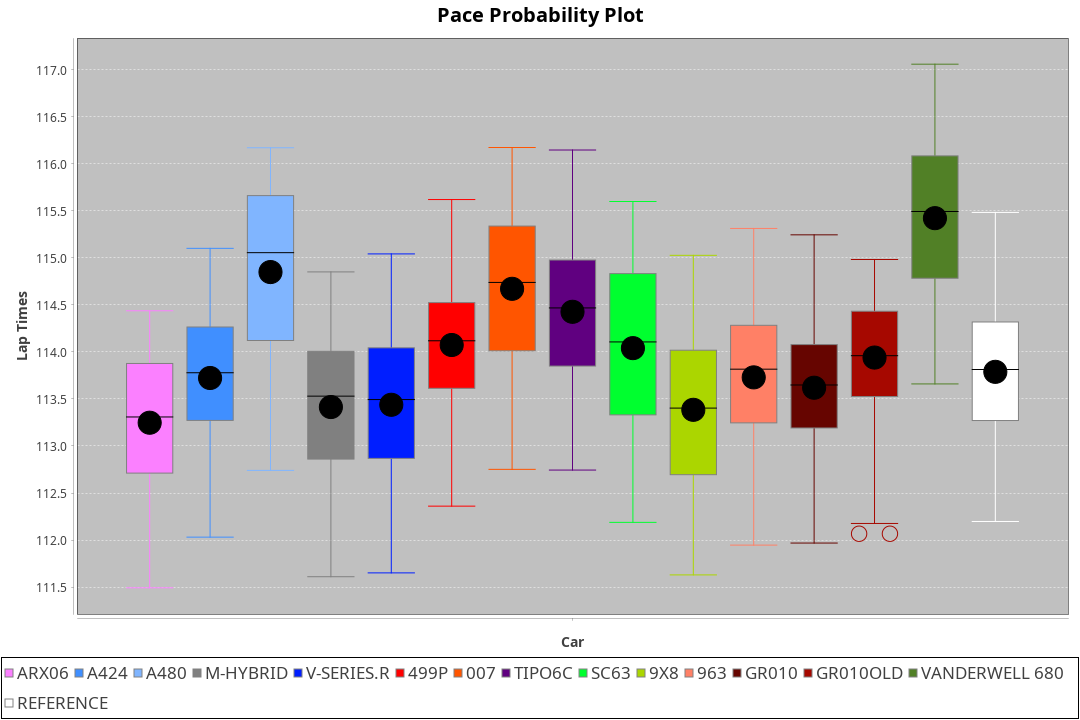 Pace Probability Plot
117.0
116.5
116.0
115.5
115.0
114.5
114.0
113.5
113.0
112.5
112.0
111.5
Lap Times
Car
ARX06 A424 A480 M-HYBRID V-SERIES.R 499P 007 TIPO6C SC63 9X8 963 GR010 GR010OLD VANDERWELL 680
REFERENCE